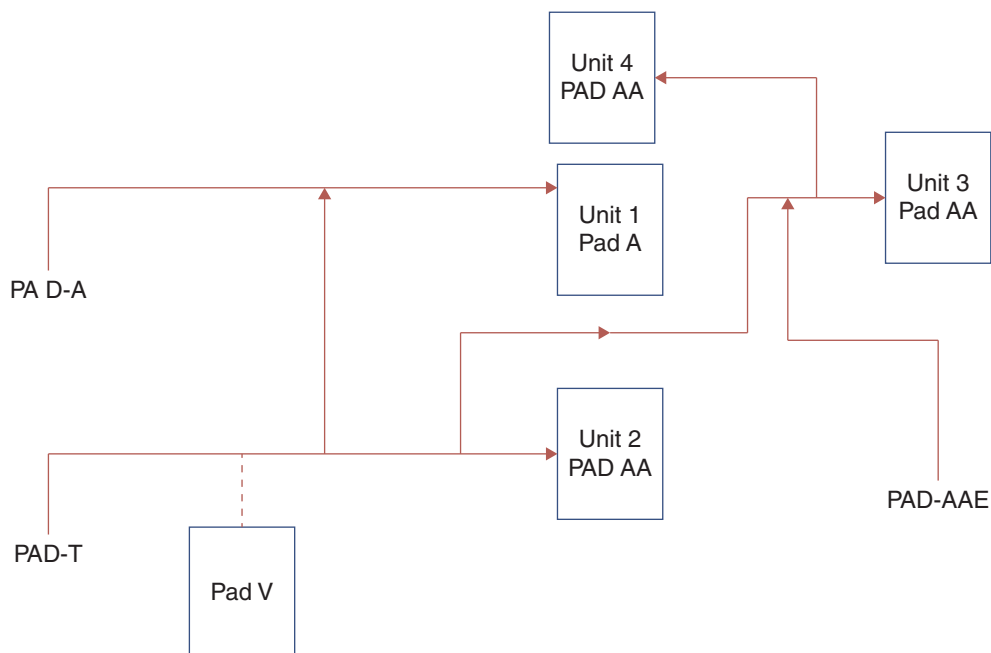 Unit 4
PAD AA
Unit 3
Pad AA
Unit 1
Pad A
PA D-A
Unit 2
PAD AA
PAD-AAE
PAD-T
Pad V